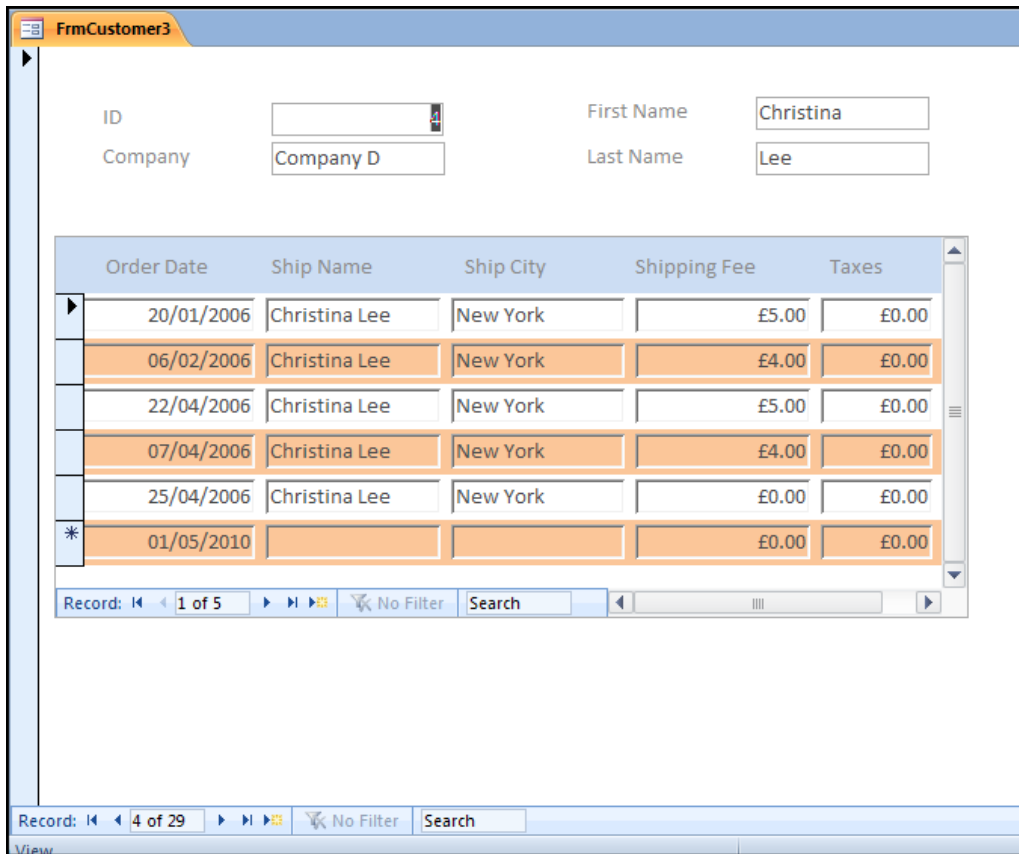 FrmCustomer3
ID 4 First Name Christina
Company Company D Last Name Lee
Order Date Ship Name Ship City Shipping Fee Taxes
20/01/2006 Christina Lee New York £5.00 £0.00
06/02/2006 Christina Lee New York £4.00 £0.00
22/04/2006 Christina Lee New York £5.00 £0.00
07/04/2006 Christina Lee New York £4.00 £0.00
25/04/2006 Christina Lee New York £0.00 £0.00
* 01/05/2010 £0.00 £0.00
Record: 1 of 5 No Filter Search
Record: 4 of 29 No Filter Search
View